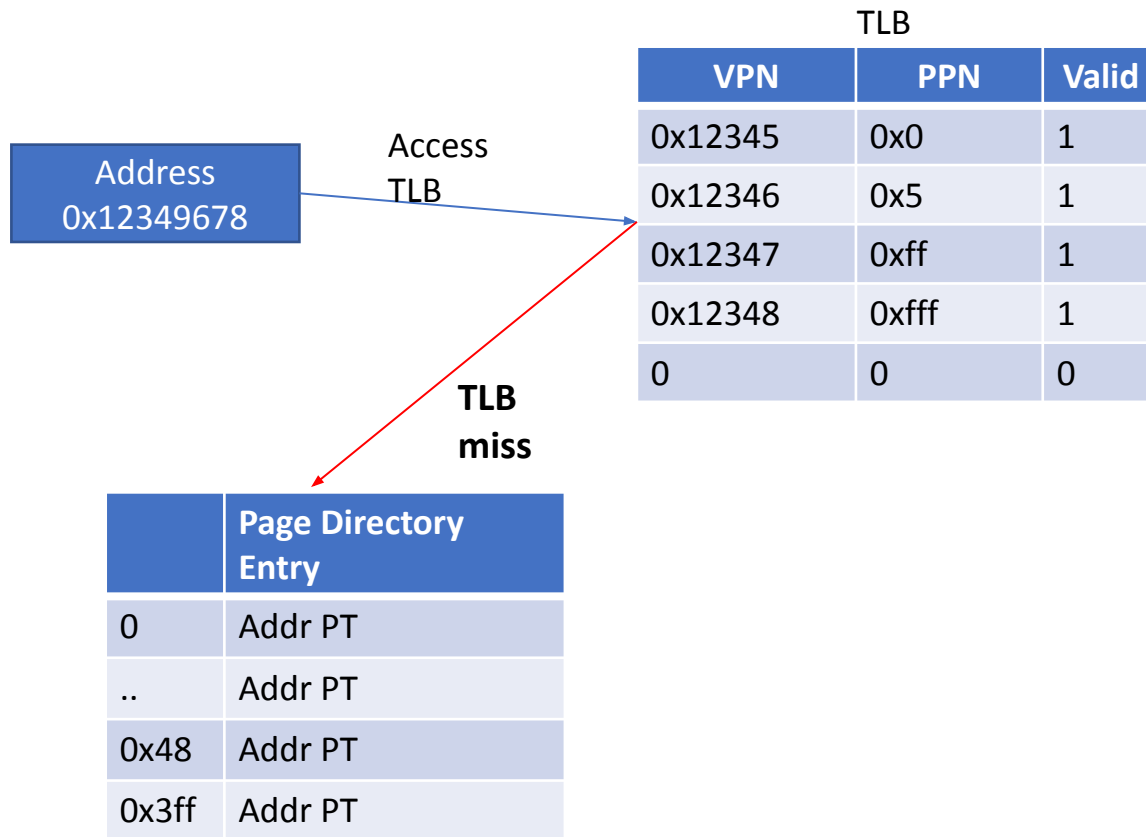 TLB
VPN PPN Valid
0x12345 0x0 1
0x12346 0x5 1
0x12347 0xff 1
0x12348 0xfff 1
0 0 0
Address
0x12349678
Access
TLB
TLB
miss
Page Directory
Entry
0 Addr PT
.. Addr PT
0x48 Addr PT
0x3ff Addr PT